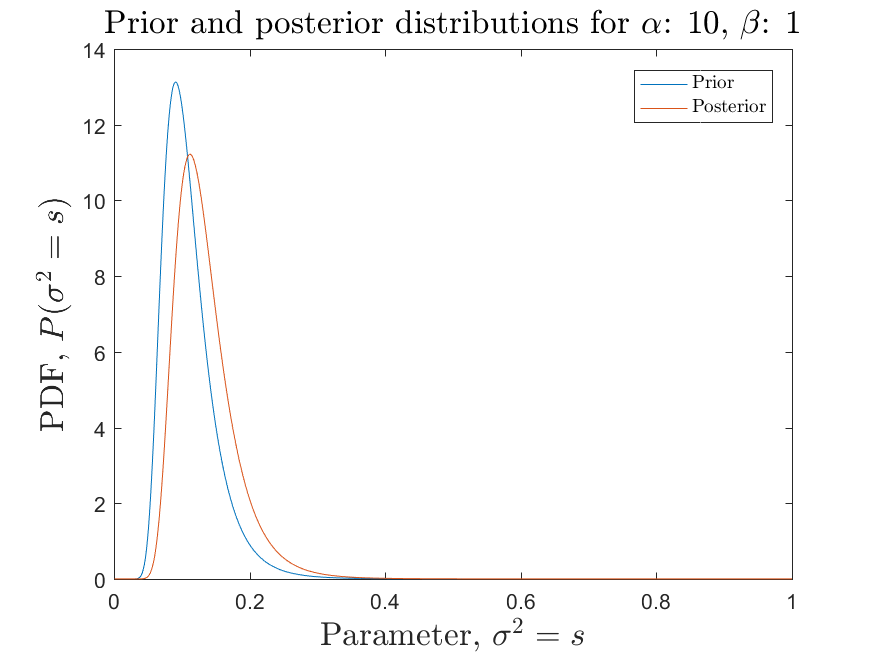 Prior and posterior distributions for α: 10, β: 1
Prior
Posterior
PDF, P(σ² = s)
14
12
10
8
6
4
2
0
0 0.2 0.4 0.6 0.8 1
Parameter, σ² = s